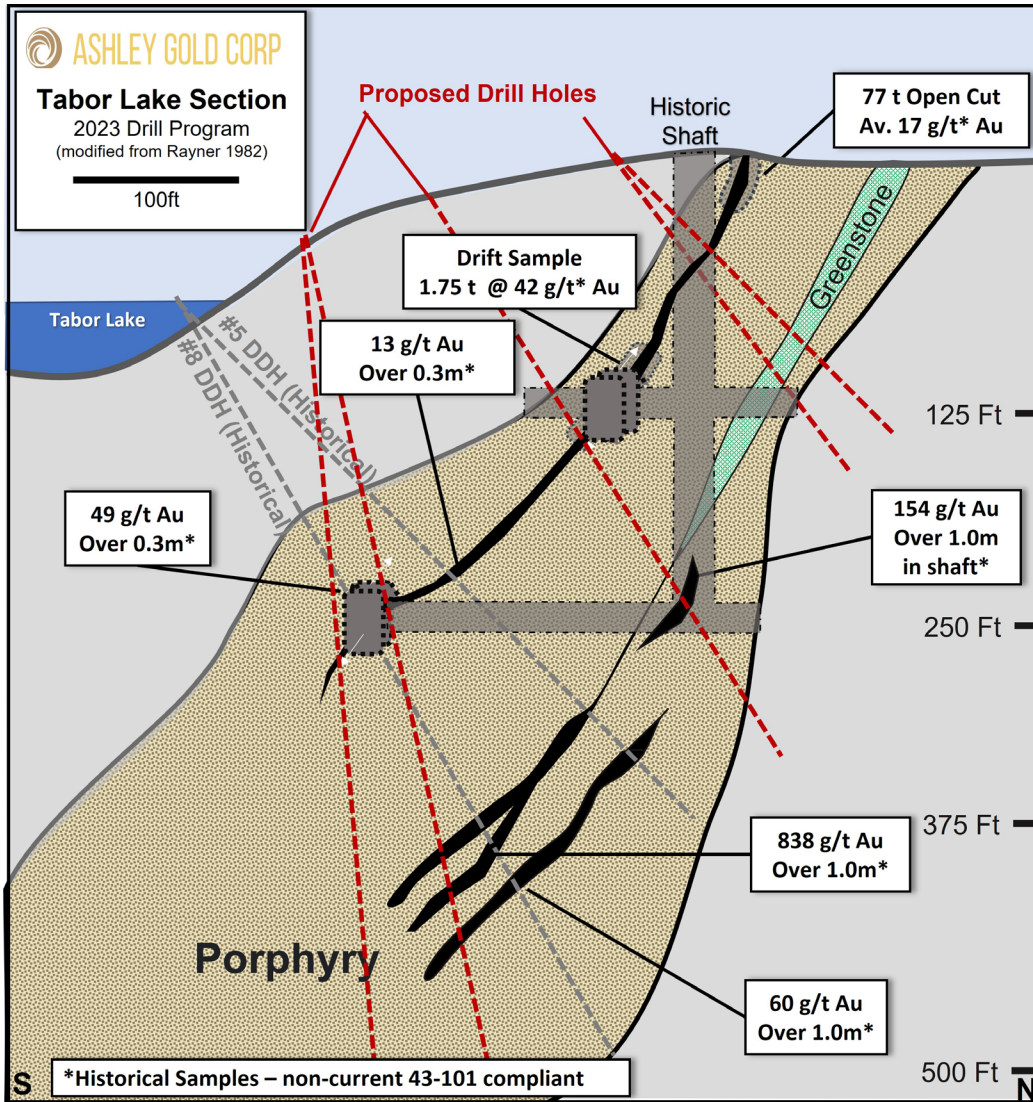 ASHLEY GOLD CORP
Tabor Lake Section
2023 Drill Program
(modified from Rayner 1982)
100ft
Proposed Drill Holes
Historic
Shaft
77 t Open Cut
Av. 17 g/t* Au
Greenstone
Drift Sample
1.75 t @ 42 g/t* Au
Tabor Lake
#5 DDH (Historical)
#8 DDH (Historical)
13 g/t Au
Over 0.3m*
125 Ft
49 g/t Au
Over 0.3m*
154 g/t Au
Over 1.0m
in shaft*
250 Ft
375 Ft
838 g/t Au
Over 1.0m*
Porphyry
60 g/t Au
Over 1.0m*
500 Ft
S
*Historical Samples – non-current 43-101 compliant
N